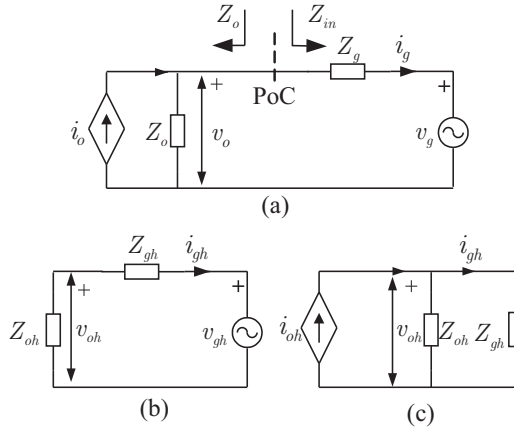 Z_o Z_in
Z_g i_g
+ PoC +
i_o Z_o v_o v_g
(a)
Z_gh i_gh i_gh
+ + +
Z_oh v_oh v_gh i_oh v_oh Z_oh Z_gh
(b) (c)